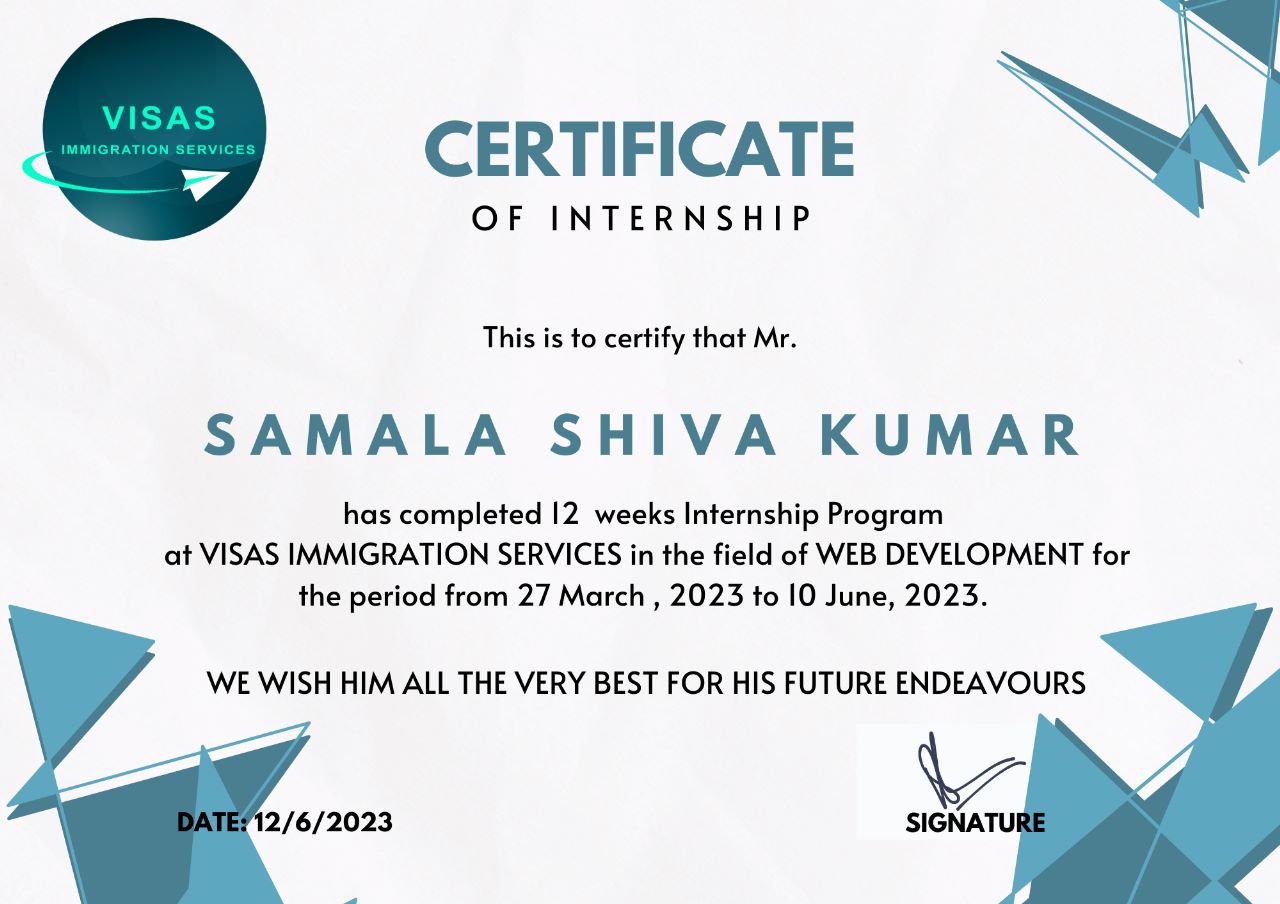 VISAS
IMMIGRATION SERVICES
CERTIFICATE
OF INTERNSHIP
This is to certify that Mr.
SAMALA SHIVA KUMAR
has completed 12 weeks Internship Program
at VISAS IMMIGRATION SERVICES in the field of WEB DEVELOPMENT for
the period from 27 March , 2023 to 10 June, 2023.
WE WISH HIM ALL THE VERY BEST FOR HIS FUTURE ENDEAVOURS
DATE: 12/6/2023
SIGNATURE